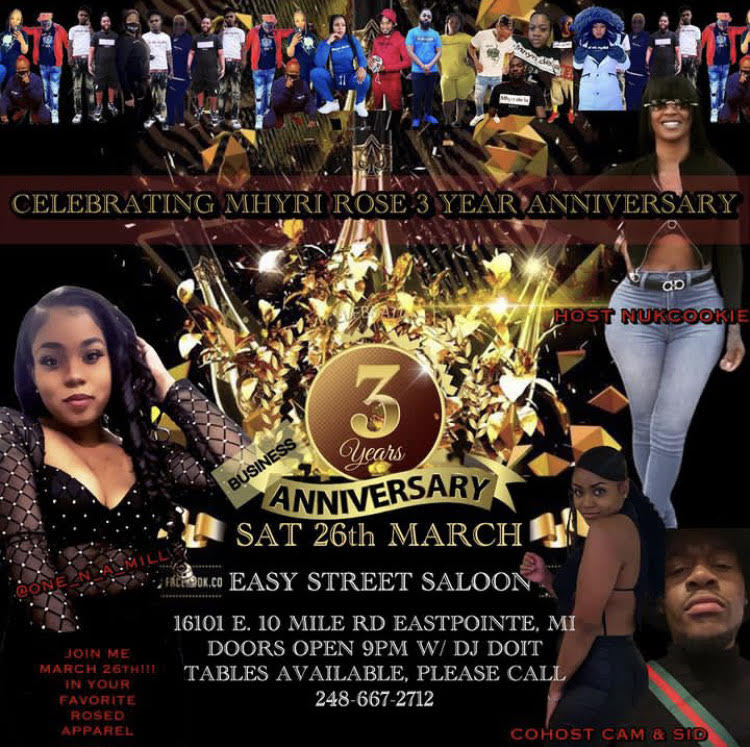 CELEBRATING MHYRI ROSE 3 YEAR ANNIVERSARY
HOST NUKCOOKIE
3
Years
BUSINESS
ANNIVERSARY
SAT 26th MARCH
@ONE_N_A_MILL
EASY STREET SALOON
16101 E. 10 MILE RD EASTPOINTE, MI
DOORS OPEN 9PM W/ DJ DOIT
TABLES AVAILABLE, PLEASE CALL
248-667-2712
JOIN ME
MARCH 26TH!!!
IN YOUR
FAVORITE
ROSED
APPAREL
COHOST CAM & SID